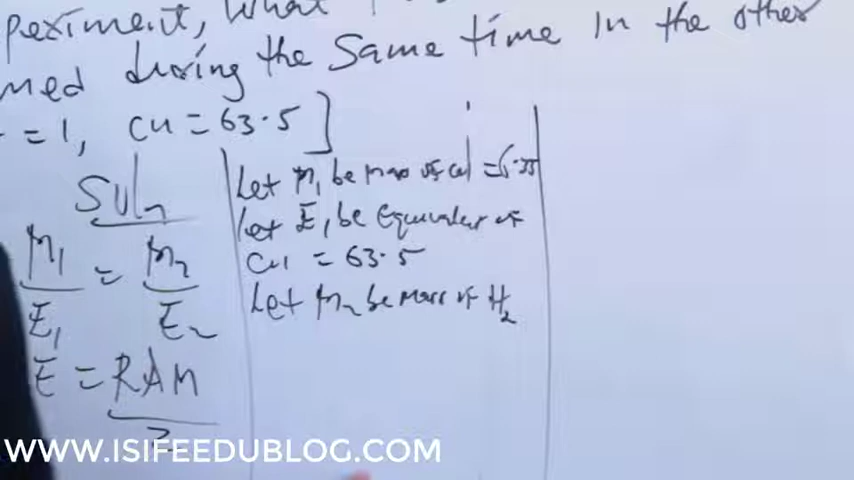 periment, what
med during the same time in the other
= 1, Cu = 63.5 ]
Soln
M1 = M2
E1 E2
E = RAM
Let M1 be mass of Cu = 6.35
let E1 be equivalent of
Cu = 63.5
Let M2 be mass of H2
WWW.ISIFEEDUBLOG.COM